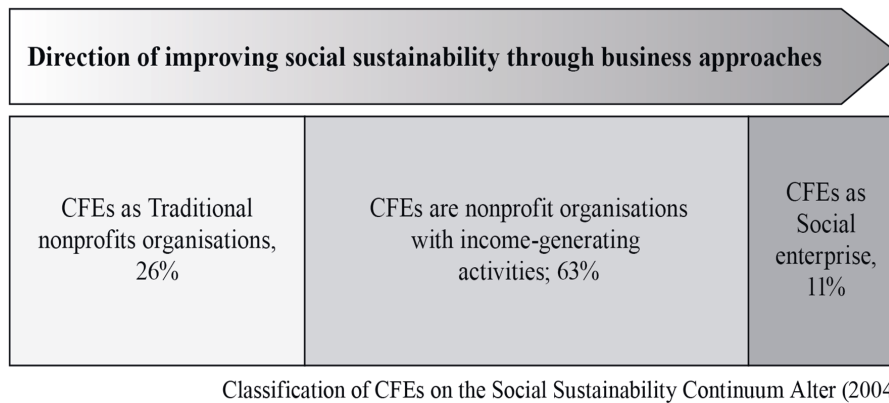 Direction of improving social sustainability through business approaches
CFEs as Traditional
nonprofits organisations,
26%
CFEs are nonprofit organisations
with income-generating
activities; 63%
CFEs as
Social
enterprise,
11%
Classification of CFEs on the Social Sustainability Continuum Alter (2004